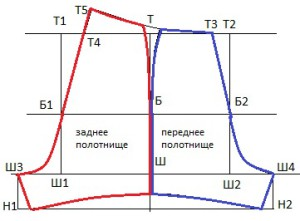 Т5
Т1 Т Т3 Т2
Т4
Б1 Б Б2
заднее переднее
полотнище полотнище
Ш3 Ш Ш4
Ш1 Ш2
Н1 Н2